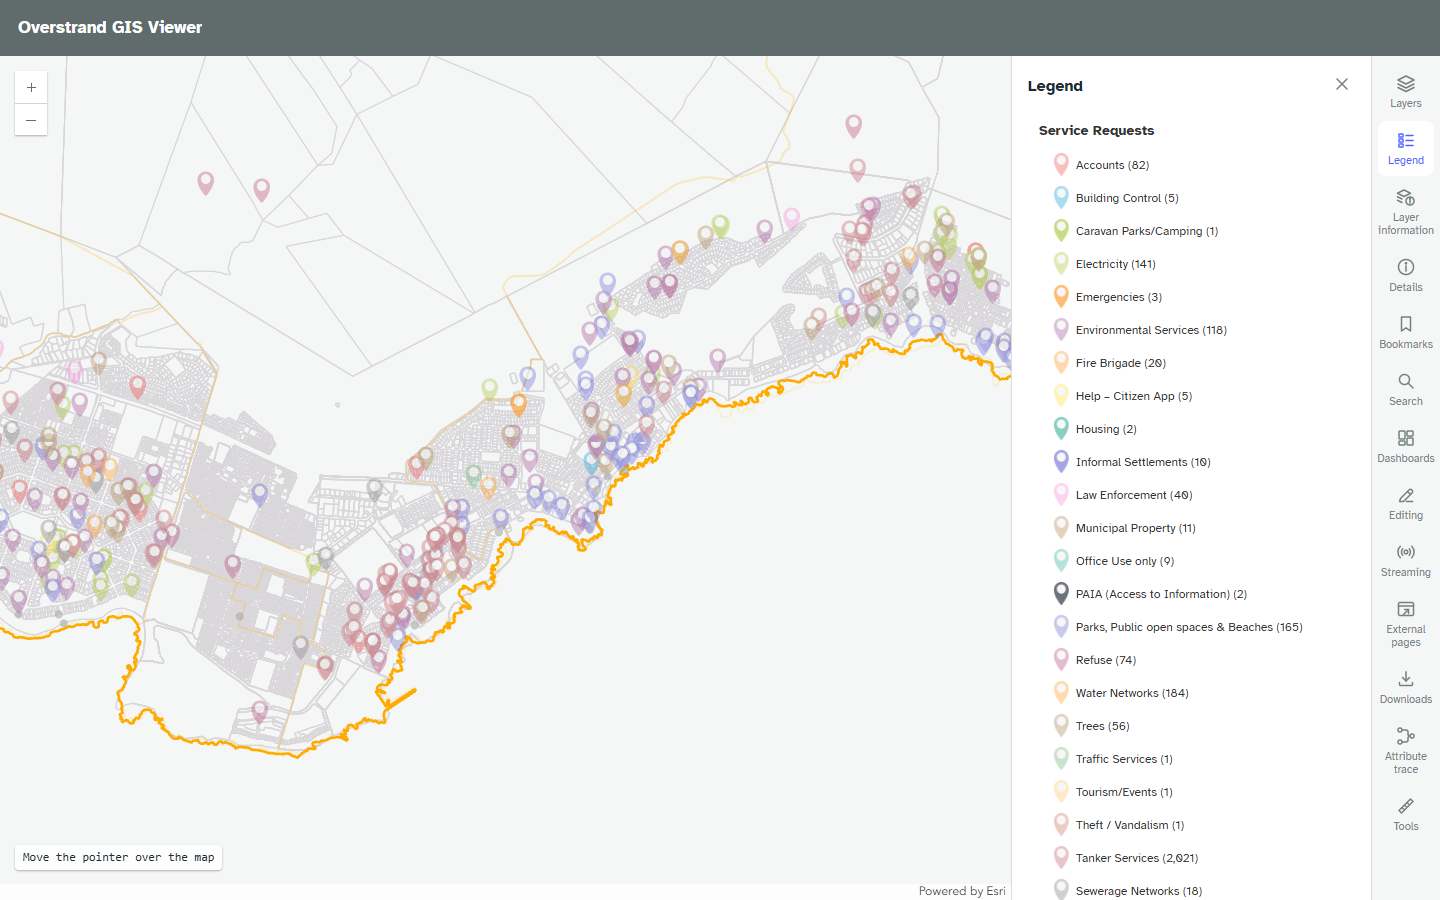 Overstrand GIS Viewer
Legend
Service Requests
Accounts (82)
Building Control (5)
Caravan Parks/Camping (1)
Electricity (141)
Emergencies (3)
Environmental Services (118)
Fire Brigade (20)
Help – Citizen App (5)
Housing (2)
Informal Settlements (10)
Law Enforcement (40)
Municipal Property (11)
Office Use only (9)
PAIA (Access to Information) (2)
Parks, Public open spaces & Beaches (165)
Refuse (74)
Water Networks (184)
Trees (56)
Traffic Services (1)
Tourism/Events (1)
Theft / Vandalism (1)
Tanker Services (2,021)
Sewerage Networks (18)
Layers
Legend
Layer
information
Details
Bookmarks
Search
Dashboards
Editing
Streaming
External
pages
Downloads
Attribute
trace
Tools
Move the pointer over the map
Powered by Esri